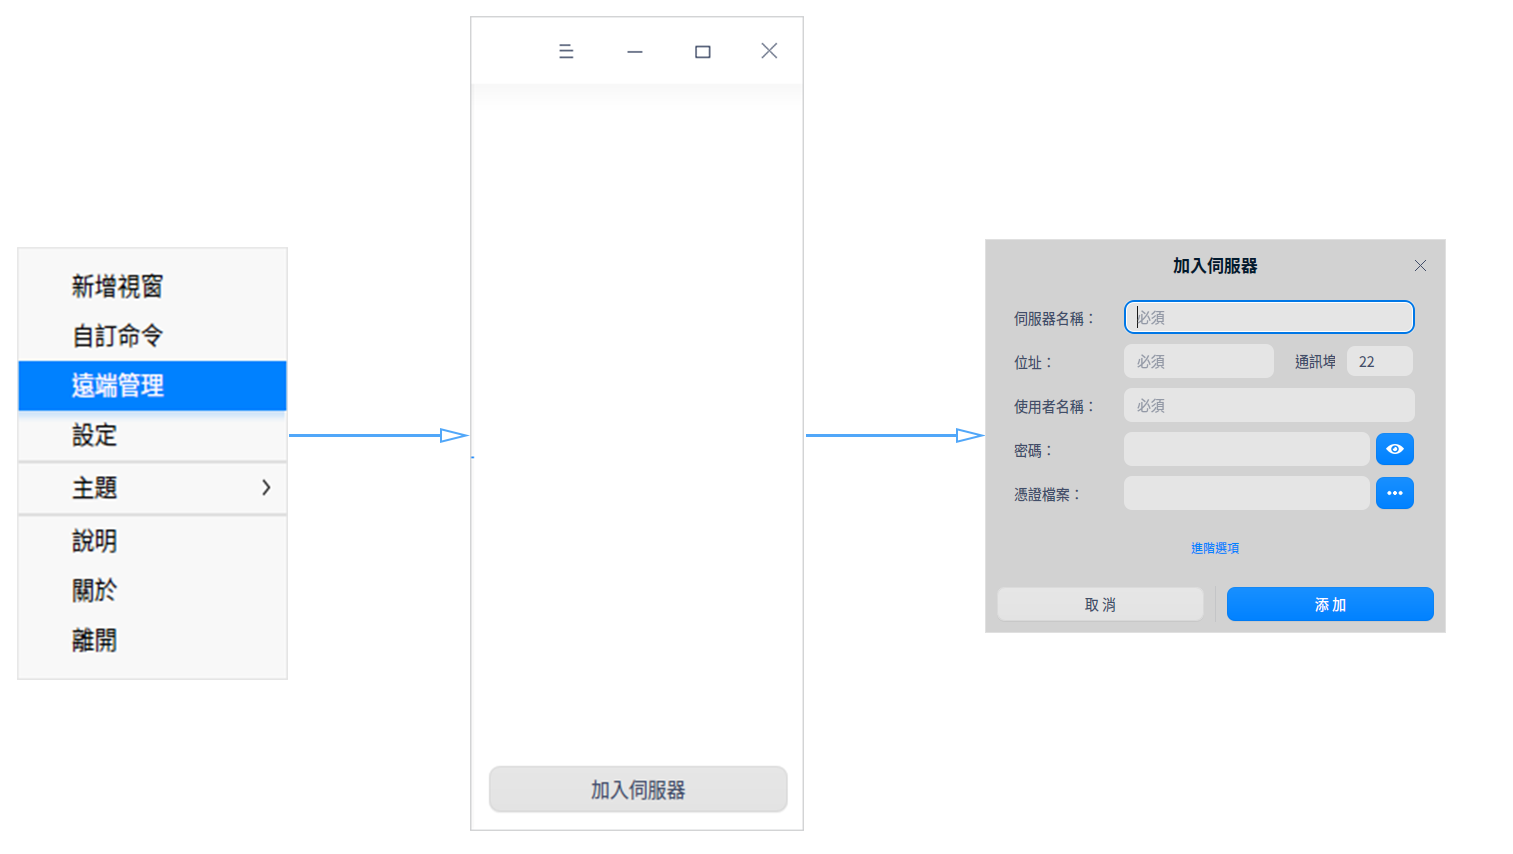 新增視窗
自訂命令
遠端管理
設定
主題
說明
關於
離開
加入伺服器
加入伺服器
伺服器名稱：
必須
位址：
必須
通訊埠
22
使用者名稱：
必須
密碼：
憑證檔案：
進階選項
取消
添加